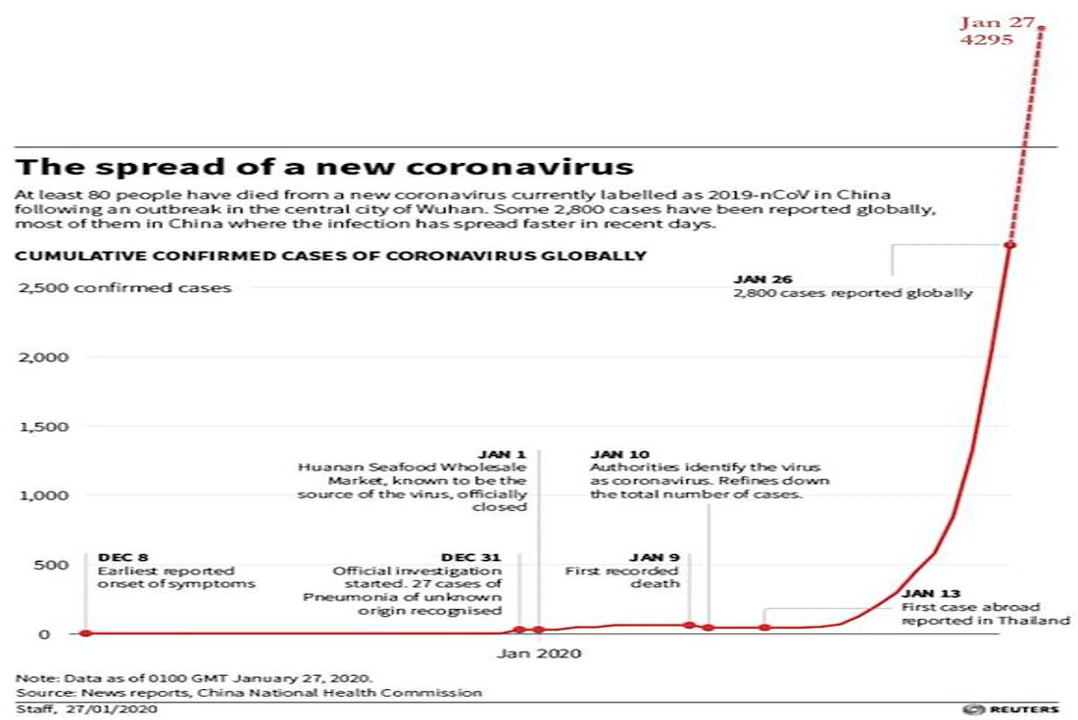 Jan 27
4295
The spread of a new coronavirus
At least 80 people have died from a new coronavirus currently labelled as 2019-nCoV in China
following an outbreak in the central city of Wuhan. Some 2,800 cases have been reported globally,
most of them in China where the infection has spread faster in recent days.
CUMULATIVE CONFIRMED CASES OF CORONAVIRUS GLOBALLY
2,500 confirmed cases
2,000
1,500
1,000
500
0
JAN 26
2,800 cases reported globally
JAN 1
Huanan Seafood Wholesale
Market, known to be the
source of the virus, officially
closed
JAN 10
Authorities identify the virus
as coronavirus. Refines down
the total number of cases.
DEC 8
Earliest reported
onset of symptoms
DEC 31
Official investigation
started. 27 cases of
Pneumonia of unknown
origin recognised
JAN 9
First recorded
death
JAN 13
First case abroad
reported in Thailand
Jan 2020
Note: Data as of 0100 GMT January 27, 2020.
Source: News reports, China National Health Commission
Staff, 27/01/2020
REUTERS